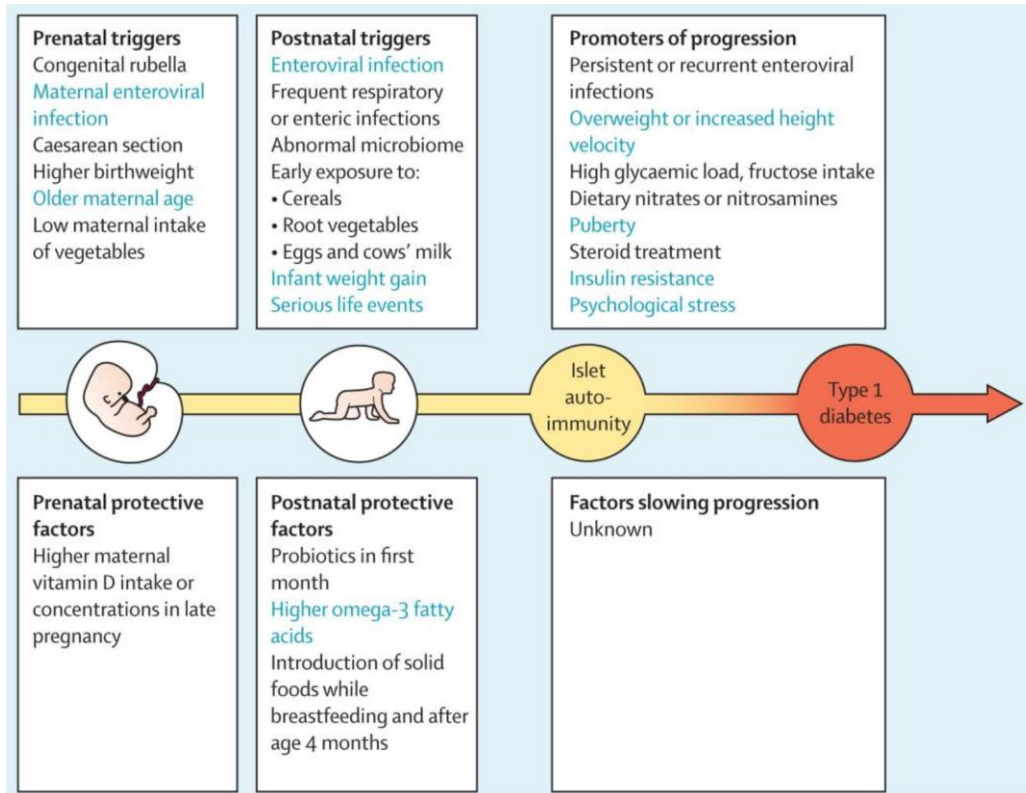 Prenatal triggers
Congenital rubella
Maternal enteroviral
infection
Caesarean section
Higher birthweight
Older maternal age
Low maternal intake
of vegetables
Postnatal triggers
Enteroviral infection
Frequent respiratory
or enteric infections
Abnormal microbiome
Early exposure to:
• Cereals
• Root vegetables
• Eggs and cows' milk
Infant weight gain
Serious life events
Promoters of progression
Persistent or recurrent enteroviral
infections
Overweight or increased height
velocity
High glycaemic load, fructose intake
Dietary nitrates or nitrosamines
Puberty
Steroid treatment
Insulin resistance
Psychological stress
Islet
auto-
immunity
Type 1
diabetes
Prenatal protective
factors
Higher maternal
vitamin D intake or
concentrations in late
pregnancy
Postnatal protective
factors
Probiotics in first
month
Higher omega-3 fatty
acids
Introduction of solid
foods while
breastfeeding and after
age 4 months
Factors slowing progression
Unknown